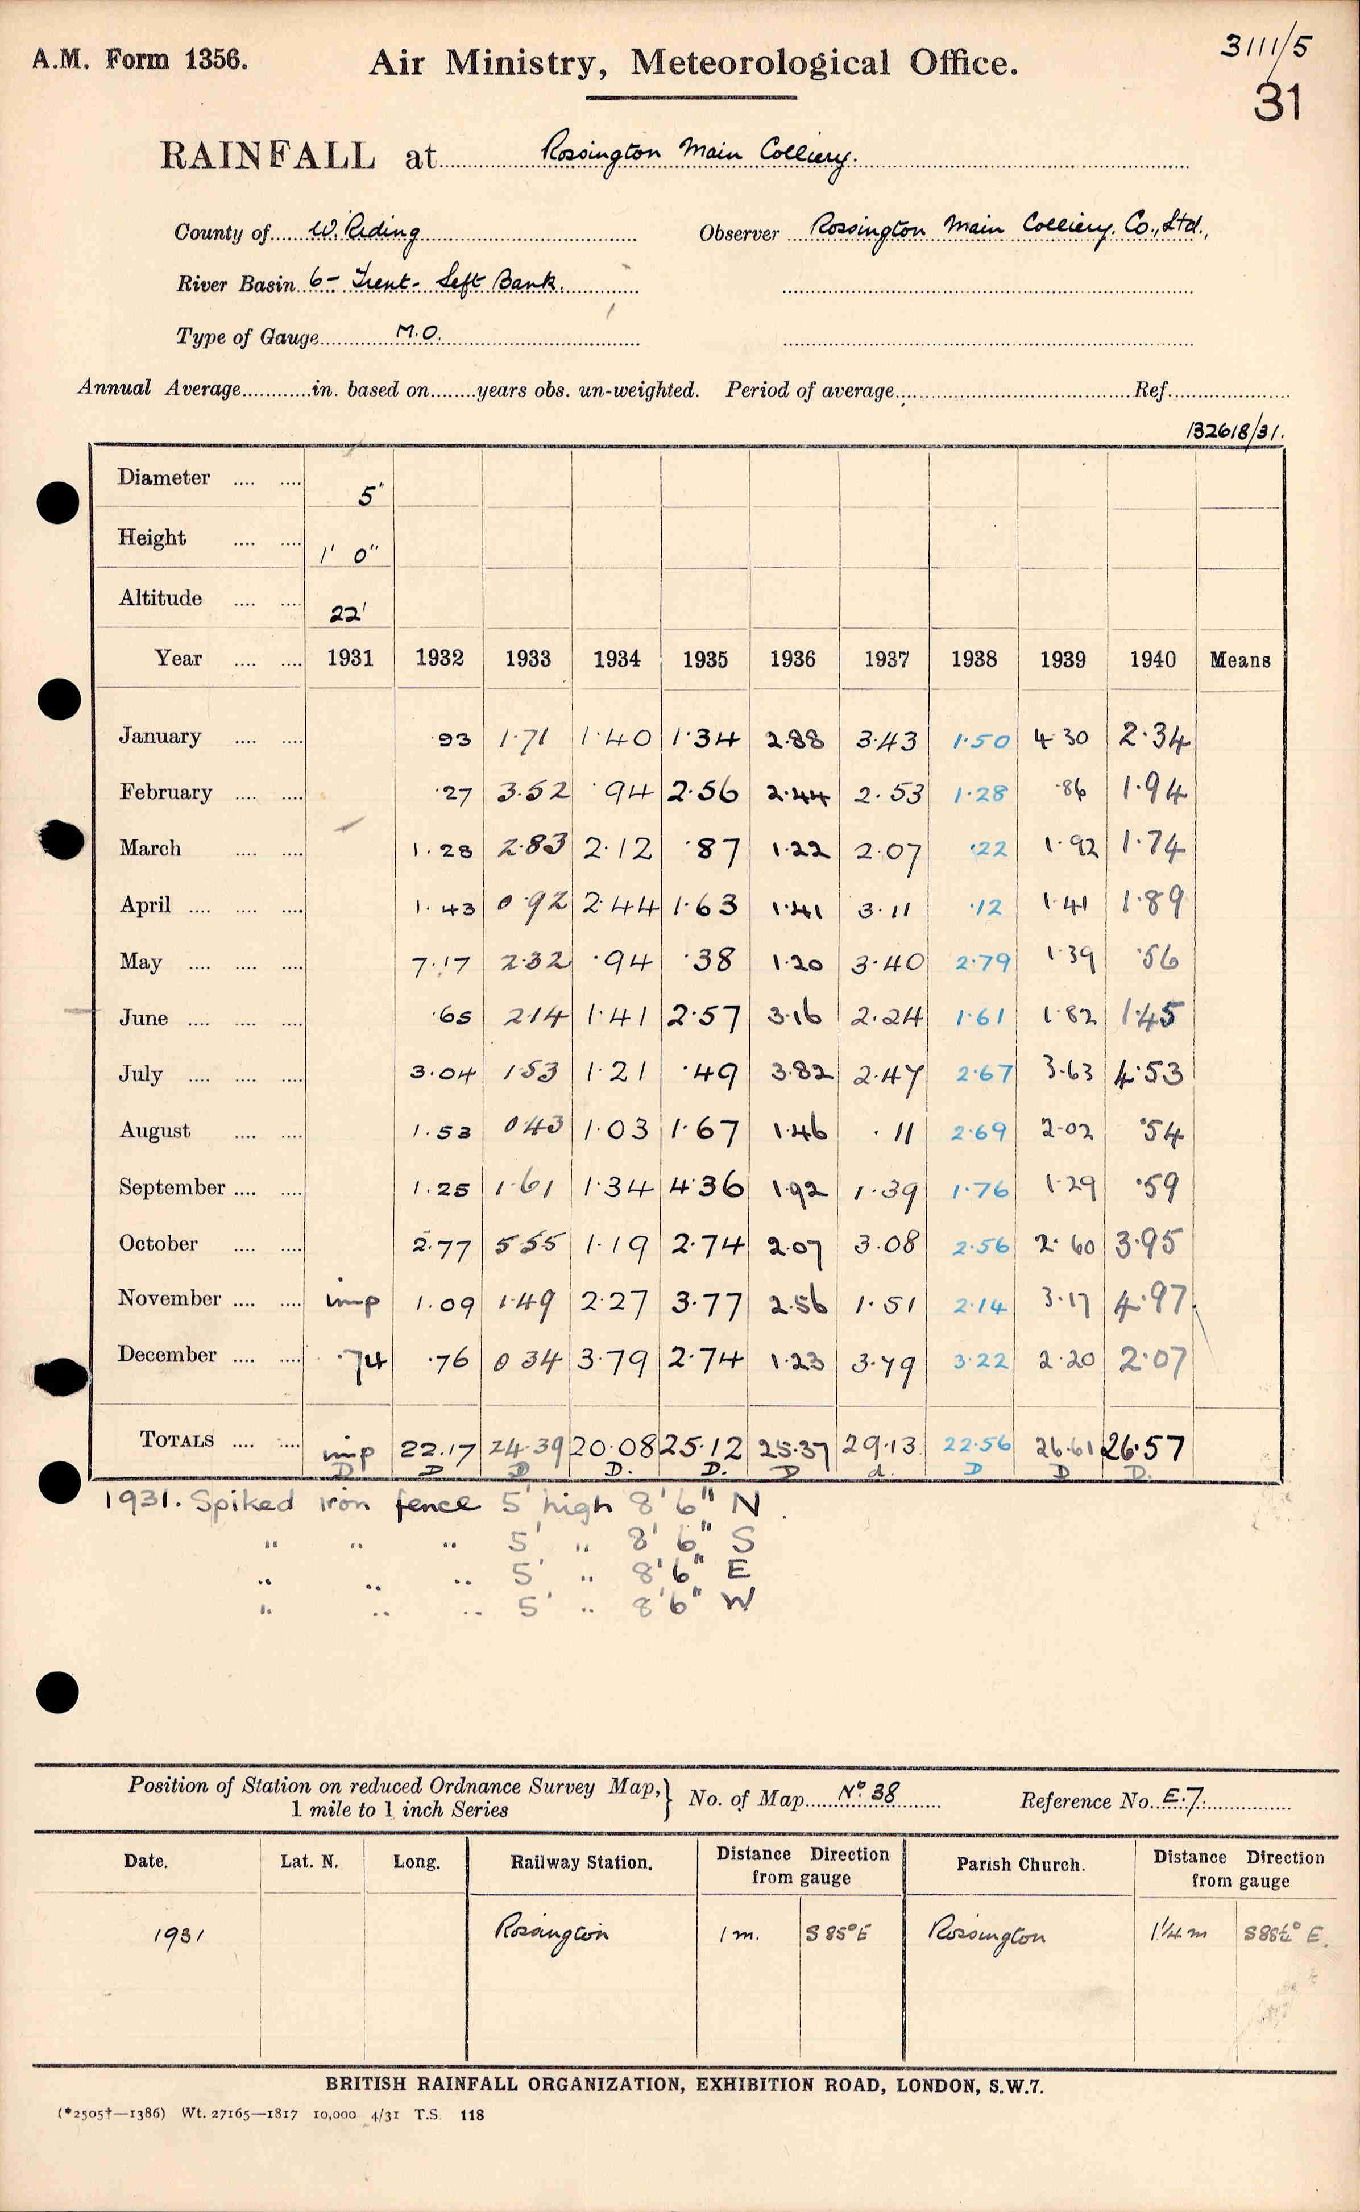 A.M. Form 1356. Air Ministry, Meteorological Office. 3111/5
31
RAINFALL at Rossington Main Colliery.
County of W. Riding Observer Rossington Main Colliery. Co., Ltd.,
River Basin 6- Trent- Left Bank.
Type of Gauge M.O.
Annual Average............in. based on........years obs. un-weighted. Period of average........................Ref................
132618/31.
Diameter .... .... 5"
Height .... .... 1' 0"
Altitude .... .... 22'
Year .... .... 1931 1932 1933 1934 1935 1936 1937 1938 1939 1940 Means
January .... .... ·93 1·71 1·40 1·34 2·88 3·43 1·50 4 30 2·34
February .... .... ·27 3·52 ·94 2·56 2·44 2·53 1·28 ·86 1·94
March .... .... 1·28 2·83 2·12 ·87 1·22 2·07 ·22 1·92 1·74
April .... .... .... 1·43 0·92 2·44 1·63 1·41 3·11 ·12 1·41 1·89
May .... .... .... 7·17 2·32 ·94 ·38 1·20 3·40 2·79 1·39 ·56
June .... .... .... ·65 2·14 1·41 2·57 3·16 2·24 1·61 1·82 1·45
July .... .... .... 3·04 1·53 1·21 ·49 3·82 2·47 2·67 3·63 4·53
August .... .... 1·53 0 43 1·03 1·67 1·46 ·11 2·69 2·02 ·54
September .... .... 1·25 1·61 1·34 4·36 1·92 1·39 1·76 1·29 ·59
October .... .... 2·77 5·55 1·19 2·74 2·07 3·08 2·56 2·60 3·95
November .... .... imp 1·09 1·49 2·27 3·77 2·56 1·51 2·14 3·17 4·97
December .... .... ·74 ·76 0 34 3·79 2·74 1·23 3·79 3·22 2·20 2·07
TOTALS .... .... imp 22·17 24·39 20·08 25·12 25·37 29·13 22·56 26·61 26·57
D D D D. D. D d. D D D.
1931. Spiked iron fence 5' high 8' 6" N.
" " " 5' " 8' 6" S
" " " 5' " 8' 6" E
" " " 5' " 8' 6" W
Position of Station on reduced Ordnance Survey Map, 1 mile to 1 inch Series } No. of Map Nº 38 Reference No. E.7.
Date. Lat. N. Long. Railway Station. Distance Direction from gauge Parish Church. Distance Direction from gauge
1931 Rossington 1 m. S 85° E Rossington 1¼ m S88½° E.
BRITISH RAINFALL ORGANIZATION, EXHIBITION ROAD, LONDON, S.W.7.
(*2505†—1386) Wt. 27165—1817 10,000 4/31 T.S. 118